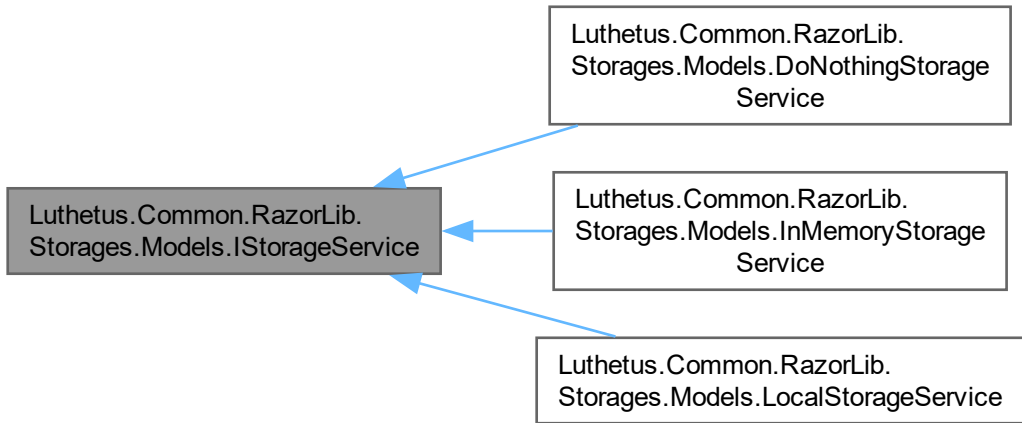 Luthetus.Common.RazorLib.
Storages.Models.DoNothingStorage
Service
Luthetus.Common.RazorLib.
Storages.Models.IStorageService
Luthetus.Common.RazorLib.
Storages.Models.InMemoryStorage
Service
Luthetus.Common.RazorLib.
Storages.Models.LocalStorageService